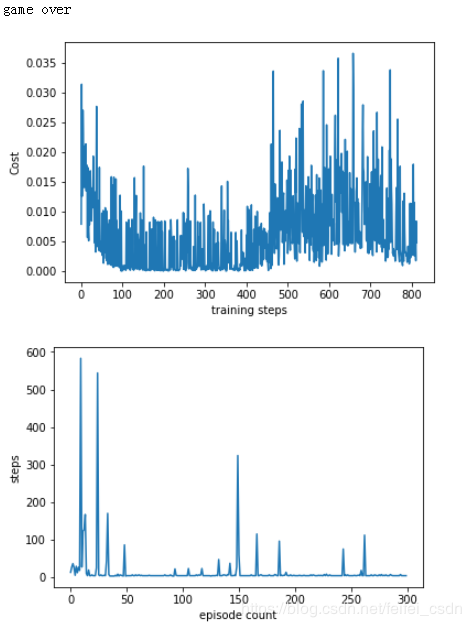 game over
0.035
0.030
0.025
0.020
0.015
0.010
0.005
0.000
Cost
0 100 200 300 400 500 600 700 800
training steps
600
500
400
300
200
100
0
steps
0 50 100 150 200 250 300
episode count
https://blog.csdn.net/leifei_csdn